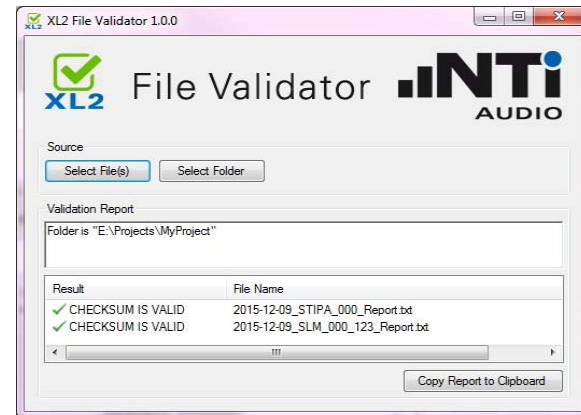 XL2 File Validator 1.0.0
XL2
File Validator
NTi
AUDIO
Source
Select File(s) Select Folder
Validation Report
Folder is "E:\Projects\MyProject"
Result File Name
CHECKSUM IS VALID 2015-12-09_STIPA_000_Report.txt
CHECKSUM IS VALID 2015-12-09_SLM_000_123_Report.txt
Copy Report to Clipboard